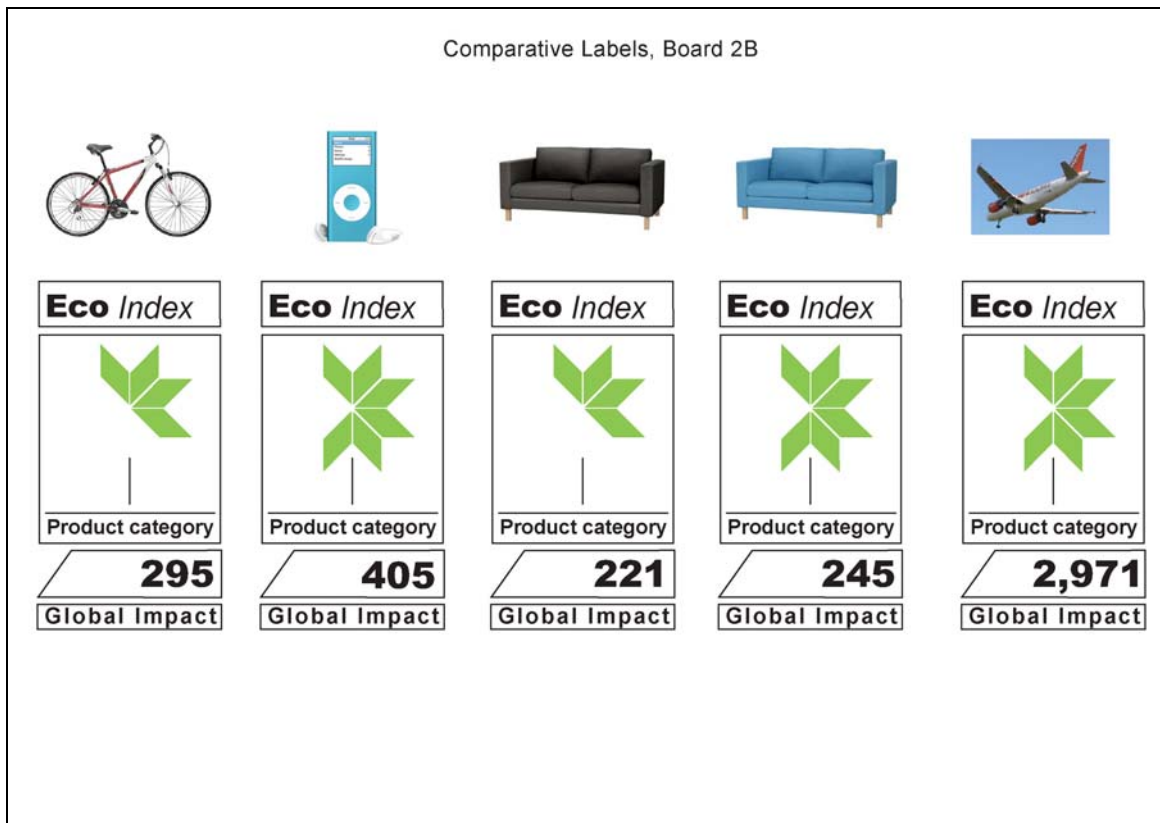 Comparative Labels, Board 2B
Eco Index
Eco Index
Eco Index
Eco Index
Eco Index
Product category
Product category
Product category
Product category
Product category
295
405
221
245
2,971
Global Impact
Global Impact
Global Impact
Global Impact
Global Impact